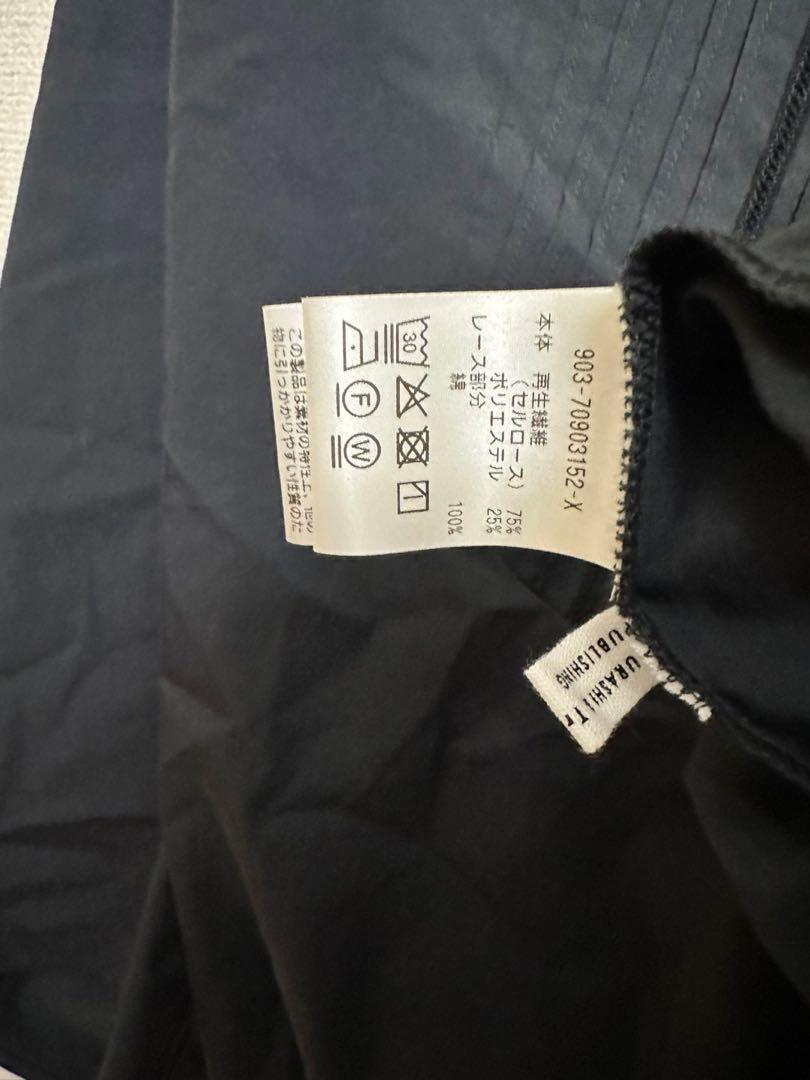 903-70903152-X
本体 再生繊維
(セルロース) 75%
ポリエステル 25%
レース部分
綿 100%
30
F W
この製品は素材の特性上、
物に引っかかりやすい性質のた
URASHIT
PUBLISHING